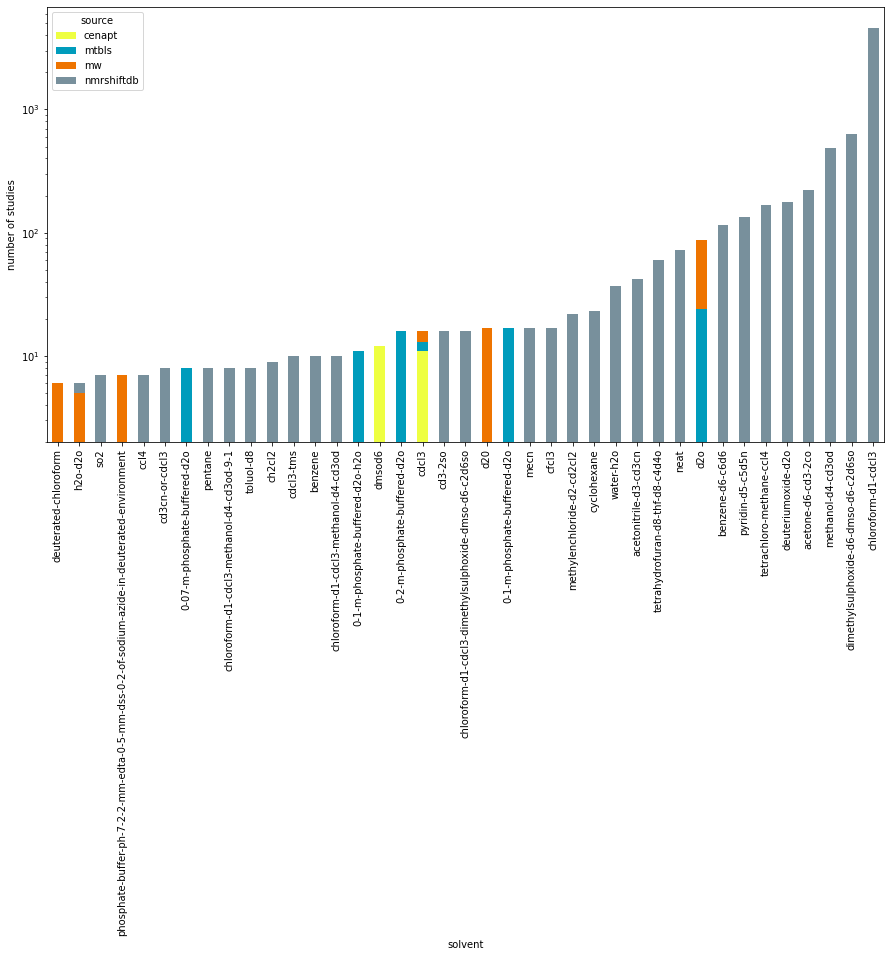 source
cenapt
mtbls
mw
nmrshiftdb
number of studies
10³
10²
10¹
deuterated-chloroform
h2o-d2o
so2
phosphate-buffer-ph-7-2-2-mm-edta-0-5-mm-dss-0-2-of-sodium-azide-in-deuterated-environment
ccl4
cd3cn-or-cdcl3
0-07-m-phosphate-buffered-d2o
pentane
chloroform-d1-cdcl3-methanol-d4-cd3od-9-1
toluol-d8
ch2cl2
cdcl3-tms
benzene
chloroform-d1-cdcl3-methanol-d4-cd3od
0-1-m-phosphate-buffered-d2o-h2o
dmsod6
0-2-m-phosphate-buffered-d2o
cdcl3
cd3-2so
chloroform-d1-cdcl3-dimethylsulphoxide-dmso-d6-c2d6so
d20
0-1-m-phosphate-buffered-d2o
mecn
cfcl3
methylenchloride-d2-cd2cl2
cyclohexane
water-h2o
acetonitrile-d3-cd3cn
tetrahydrofuran-d8-thf-d8-c4d4o
neat
d2o
benzene-d6-c6d6
pyridin-d5-c5d5n
tetrachloro-methane-ccl4
deuteriumoxide-d2o
acetone-d6-cd3-2co
methanol-d4-cd3od
dimethylsulphoxide-d6-dmso-d6-c2d6so
chloroform-d1-cdcl3
solvent